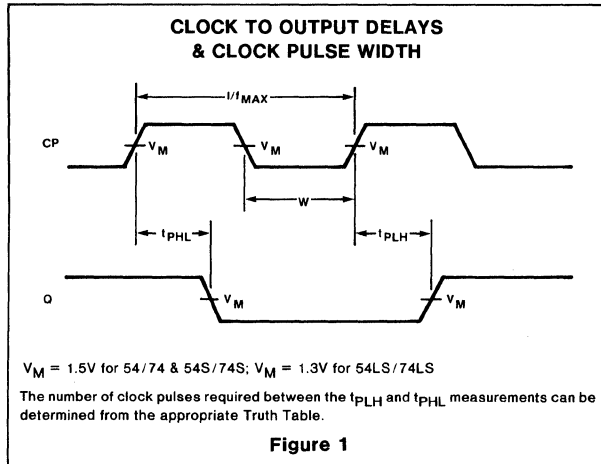 CLOCK TO OUTPUT DELAYS
& CLOCK PULSE WIDTH
I/fMAX
CP
VM
VM
VM
W
tPHL
tPLH
Q
VM
VM
VM = 1.5V for 54/74 & 54S/74S; VM = 1.3V for 54LS/74LS
The number of clock pulses required between the tPLH and tPHL measurements can be
determined from the appropriate Truth Table.
Figure 1